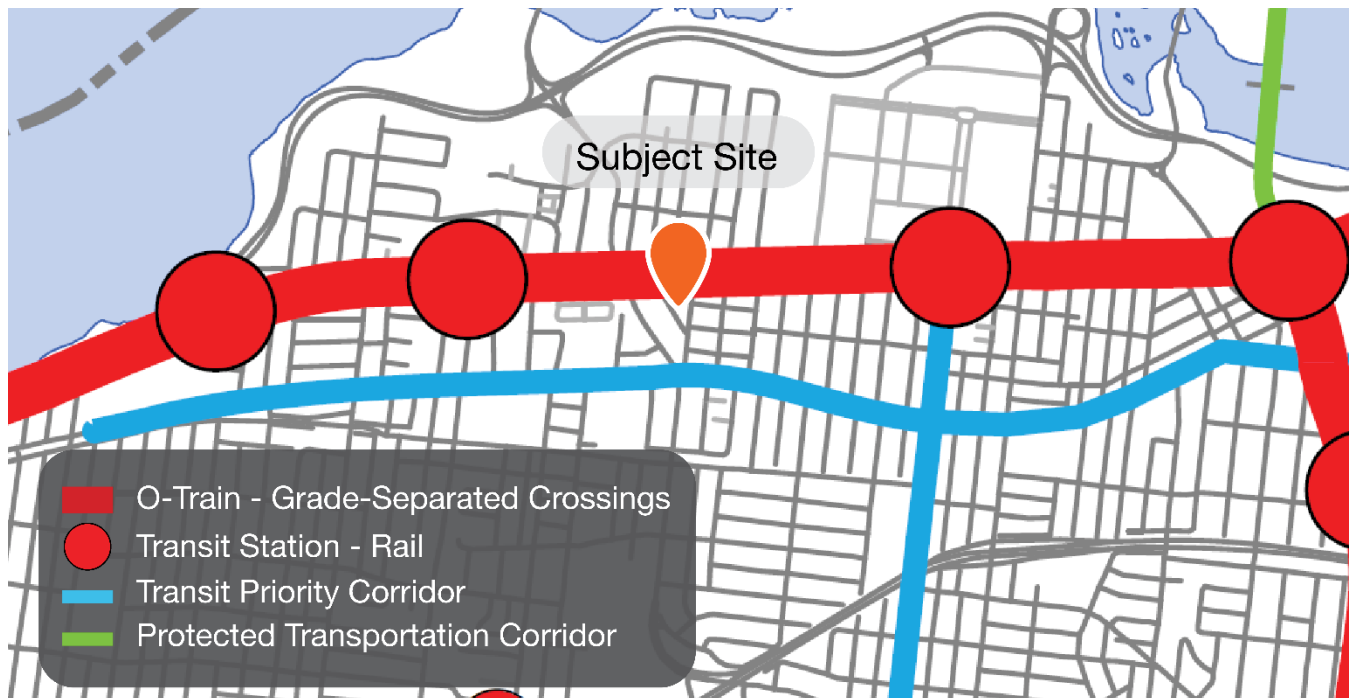 Subject Site
O-Train - Grade-Separated Crossings
Transit Station - Rail
Transit Priority Corridor
Protected Transportation Corridor